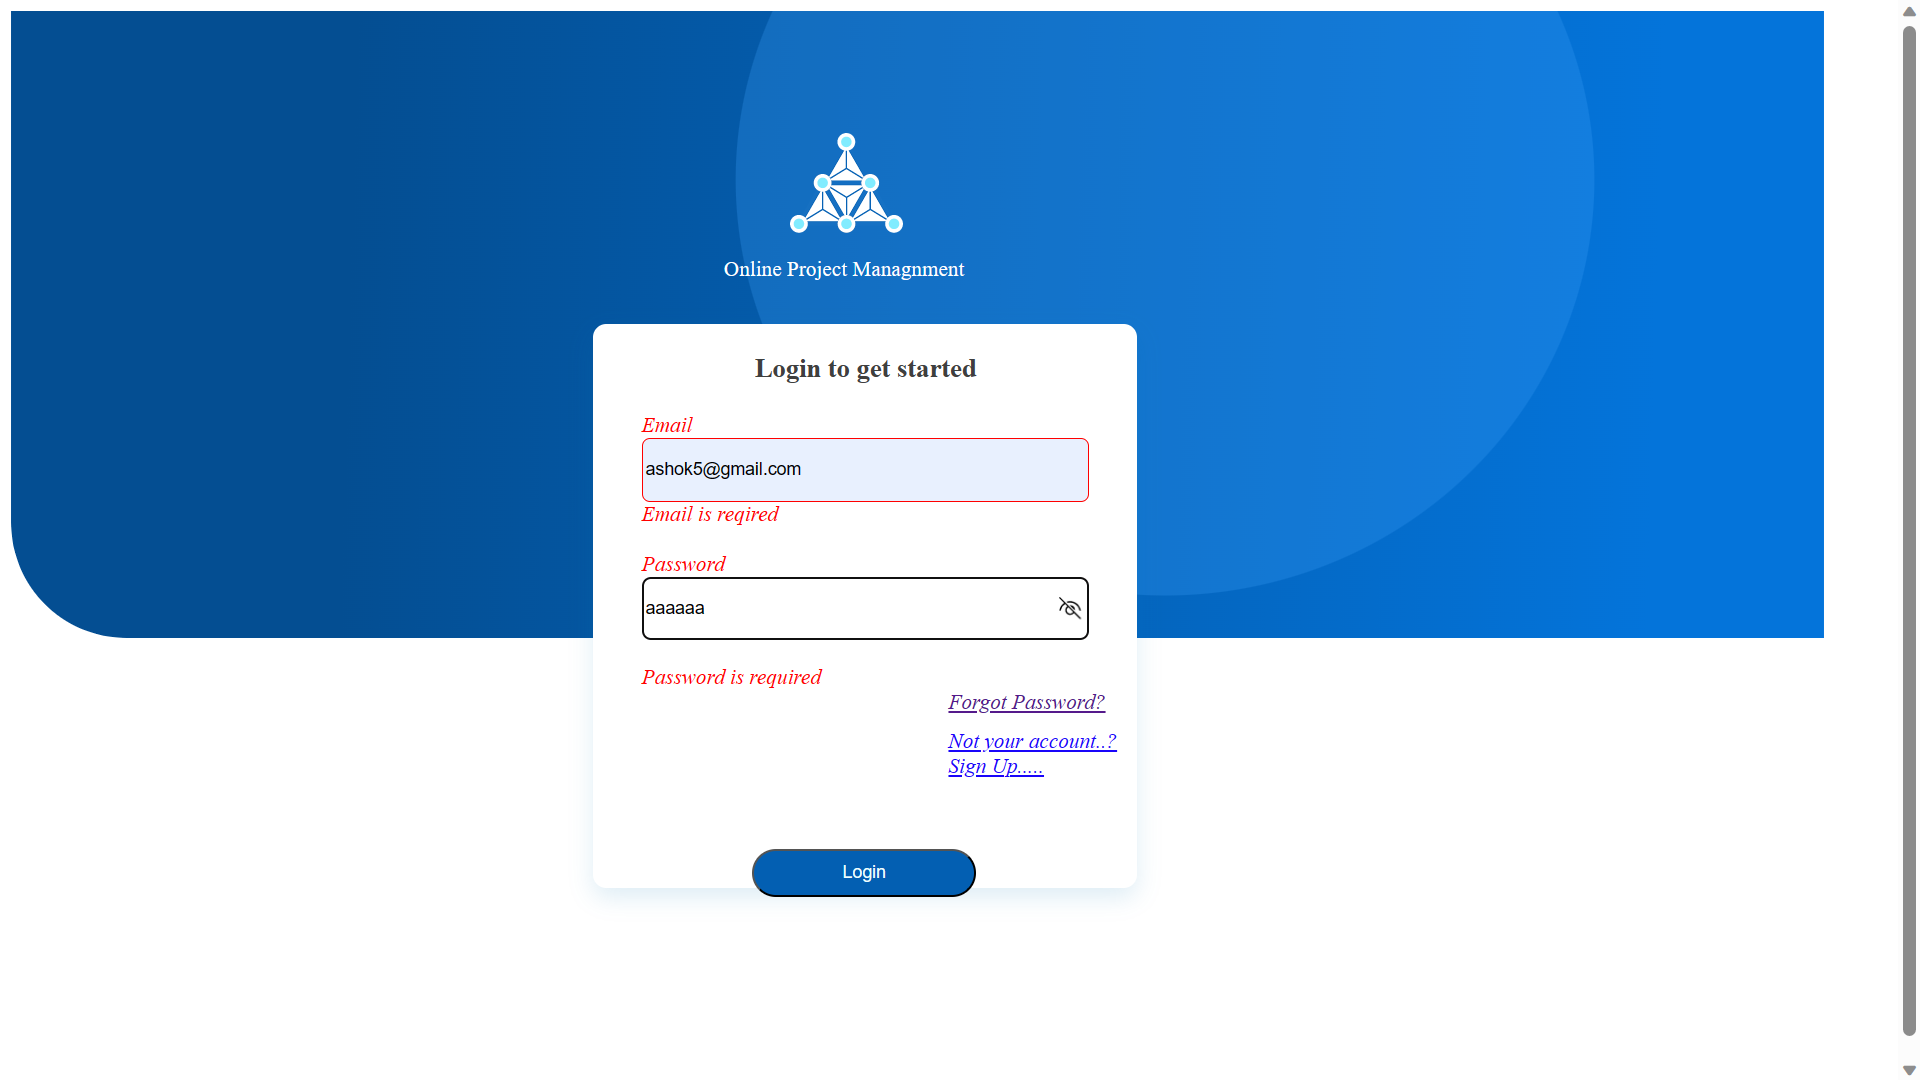 Online Project Managnment
Login to get started
Email
ashok5@gmail.com
Email is reqired
Password
aaaaaa
Password is required
Forgot Password?
Not your account..?
Sign Up.....
Login